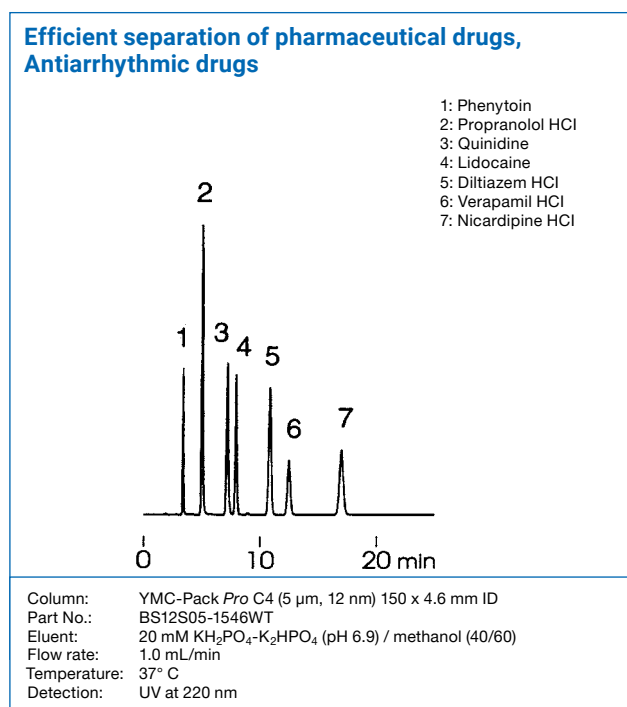 Efficient separation of pharmaceutical drugs,
Antiarrhythmic drugs
1: Phenytoin
2: Propranolol HCl
3: Quinidine
4: Lidocaine
5: Diltiazem HCl
6: Verapamil HCl
7: Nicardipine HCl
2
1 3 4 5 6 7
0 10 20 min
Column: YMC-Pack Pro C4 (5 µm, 12 nm) 150 x 4.6 mm ID
Part No.: BS12S05-1546WT
Eluent: 20 mM KH₂PO₄-K₂HPO₄ (pH 6.9) / methanol (40/60)
Flow rate: 1.0 mL/min
Temperature: 37° C
Detection: UV at 220 nm